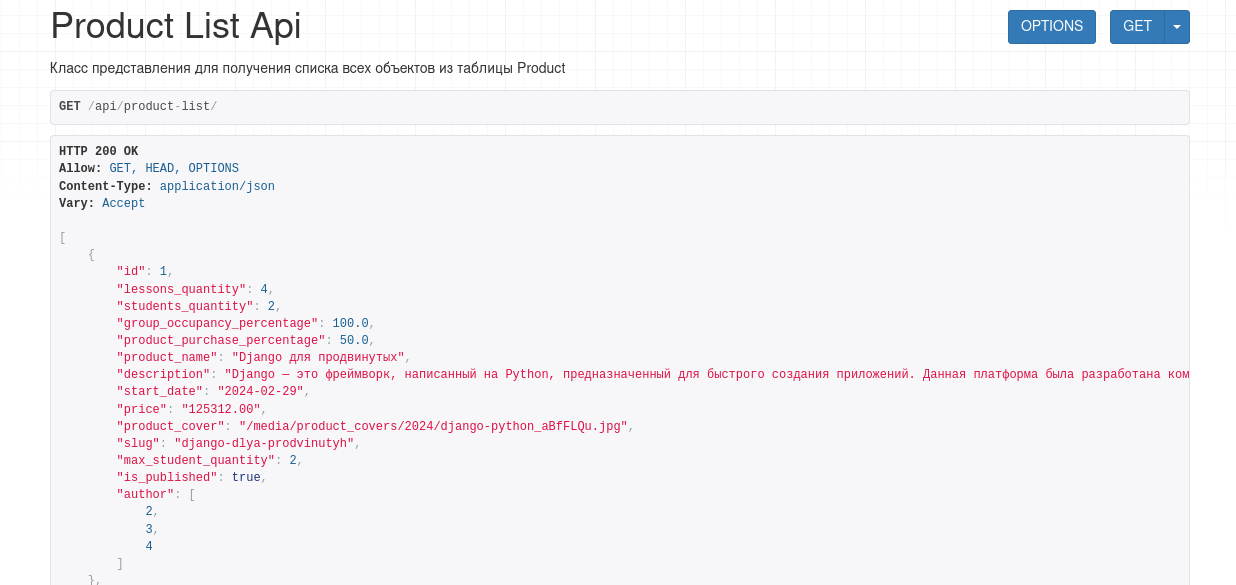 Product List Api
OPTIONS
GET
Класс представления для получения списка всех объектов из таблицы Product
GET /api/product-list/
HTTP 200 OK
Allow: GET, HEAD, OPTIONS
Content-Type: application/json
Vary: Accept
[
    {
        "id": 1,
        "lessons_quantity": 4,
        "students_quantity": 2,
        "group_occupancy_percentage": 100.0,
        "product_purchase_percentage": 50.0,
        "product_name": "Django для продвинутых",
        "description": "Django — это фреймворк, написанный на Python, предназначенный для быстрого создания приложений. Данная платформа была разработана ком
        "start_date": "2024-02-29",
        "price": "125312.00",
        "product_cover": "/media/product_covers/2024/django-python_aBfFLQu.jpg",
        "slug": "django-dlya-prodvinutyh",
        "max_student_quantity": 2,
        "is_published": true,
        "author": [
            2,
            3,
            4
        ]
    },